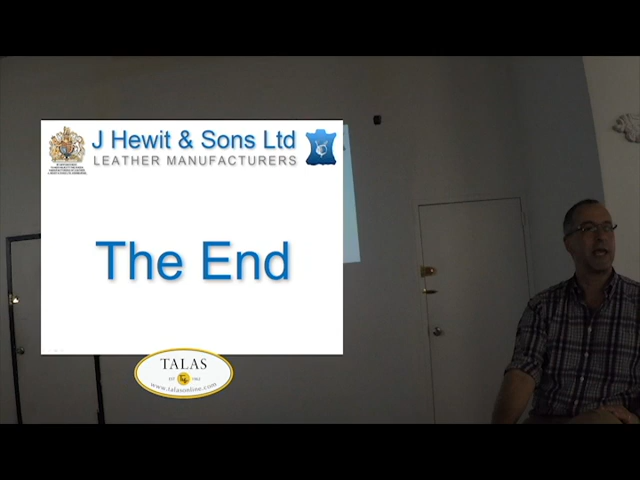 J Hewit & Sons Ltd
LEATHER MANUFACTURERS
The End
TALAS
www.talasonline.com